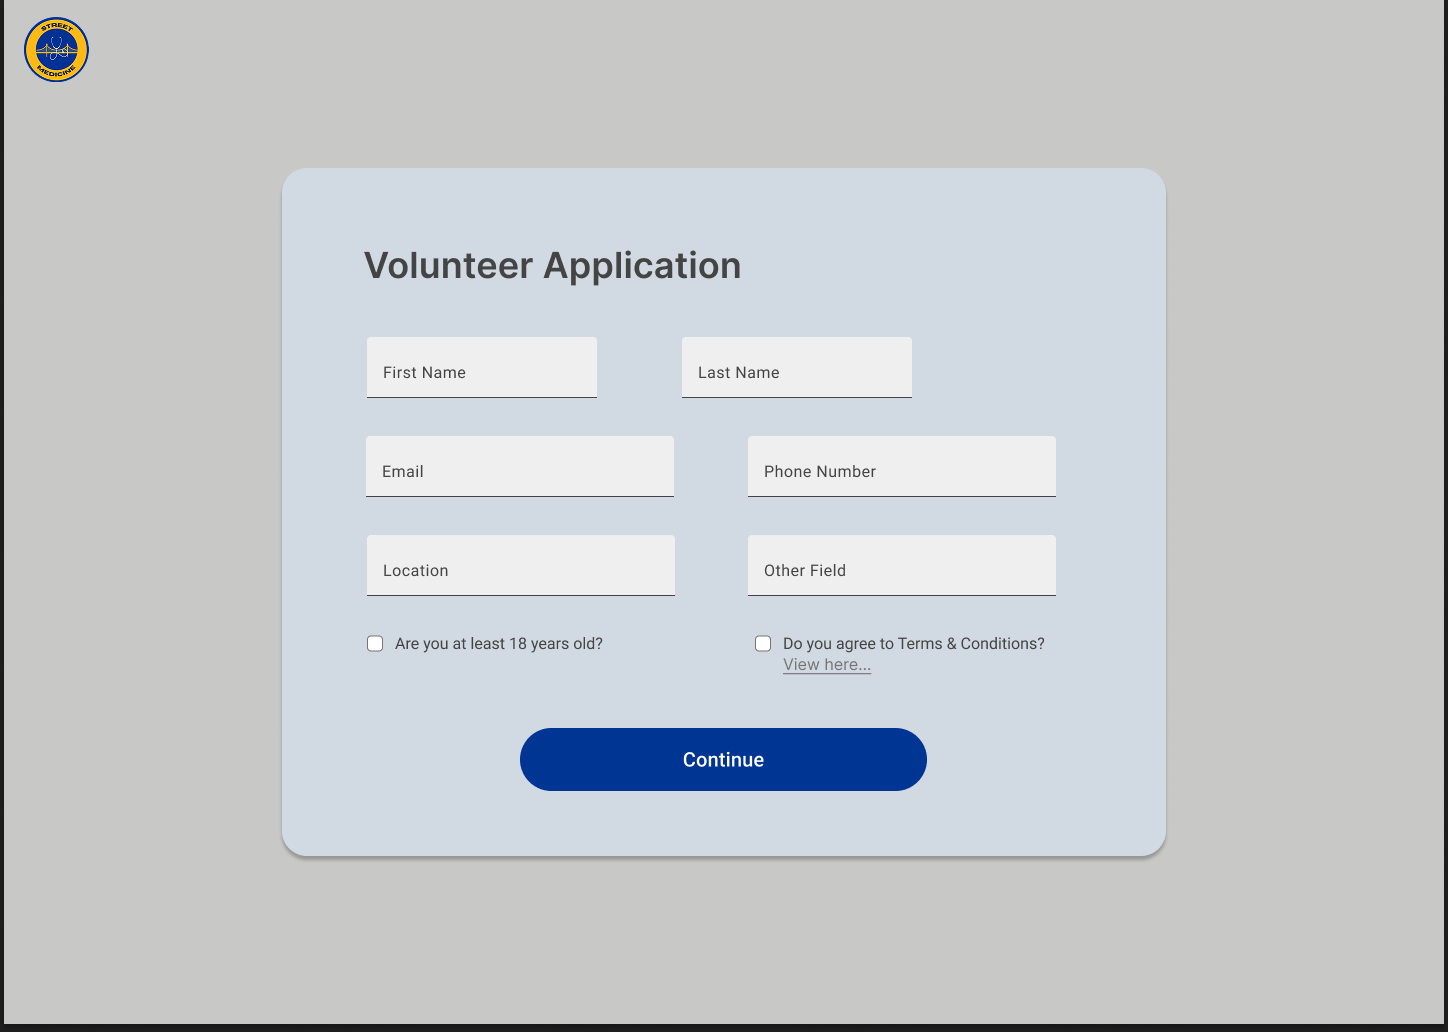 STREET
MEDICINE
Volunteer Application
First Name
Last Name
Email
Phone Number
Location
Other Field
Are you at least 18 years old?
Do you agree to Terms & Conditions?
View here...
Continue